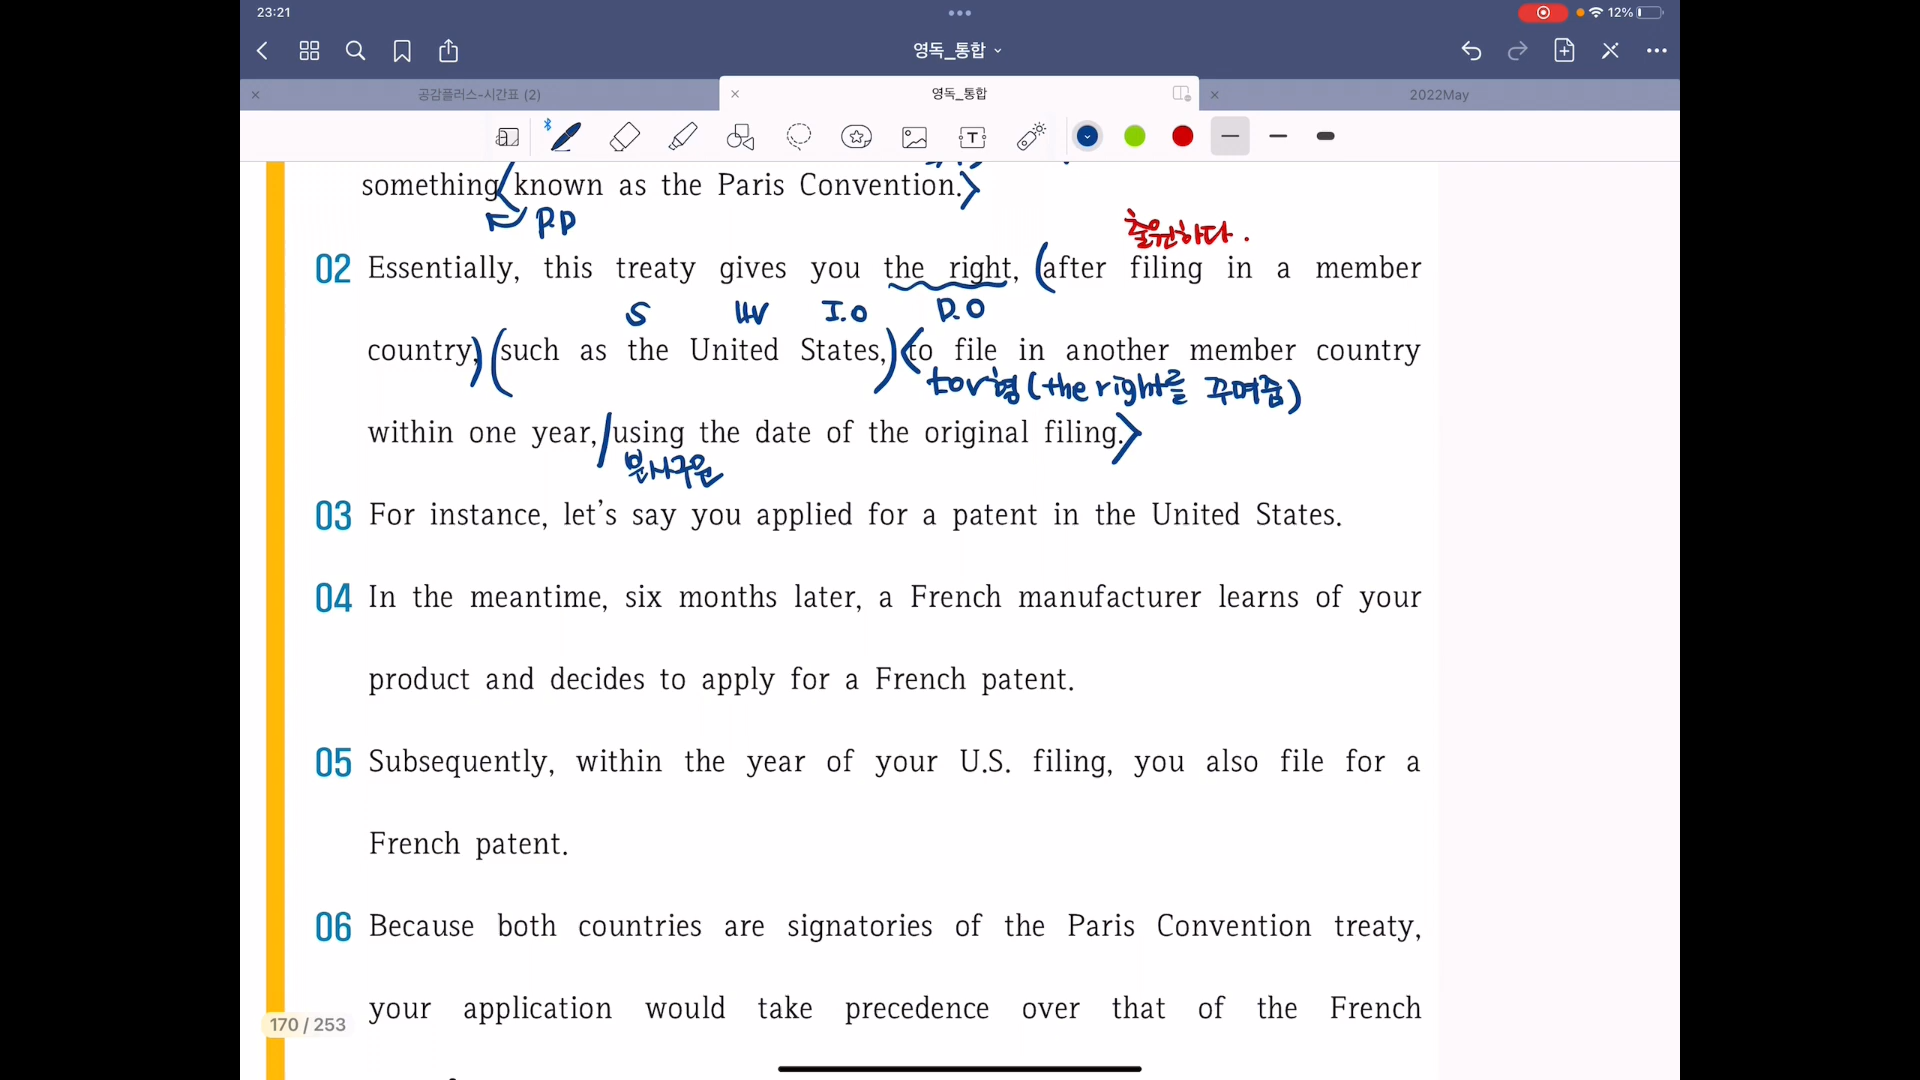 23:21
12%
영독_통합
공감플러스-시간표 (2)
영독_통합
2022May
something known as the Paris Convention.
P.P
출원하다.
02 Essentially, this treaty gives you the right, (after filing in a member
S 4V I.O D.O
country,) (such as the United States,) <to file in another member country
to v 형 (the right를 꾸며줌)
within one year, / using the date of the original filing.>
분사구문
03 For instance, let's say you applied for a patent in the United States.
04 In the meantime, six months later, a French manufacturer learns of your
product and decides to apply for a French patent.
05 Subsequently, within the year of your U.S. filing, you also file for a
French patent.
06 Because both countries are signatories of the Paris Convention treaty,
your application would take precedence over that of the French
170 / 253